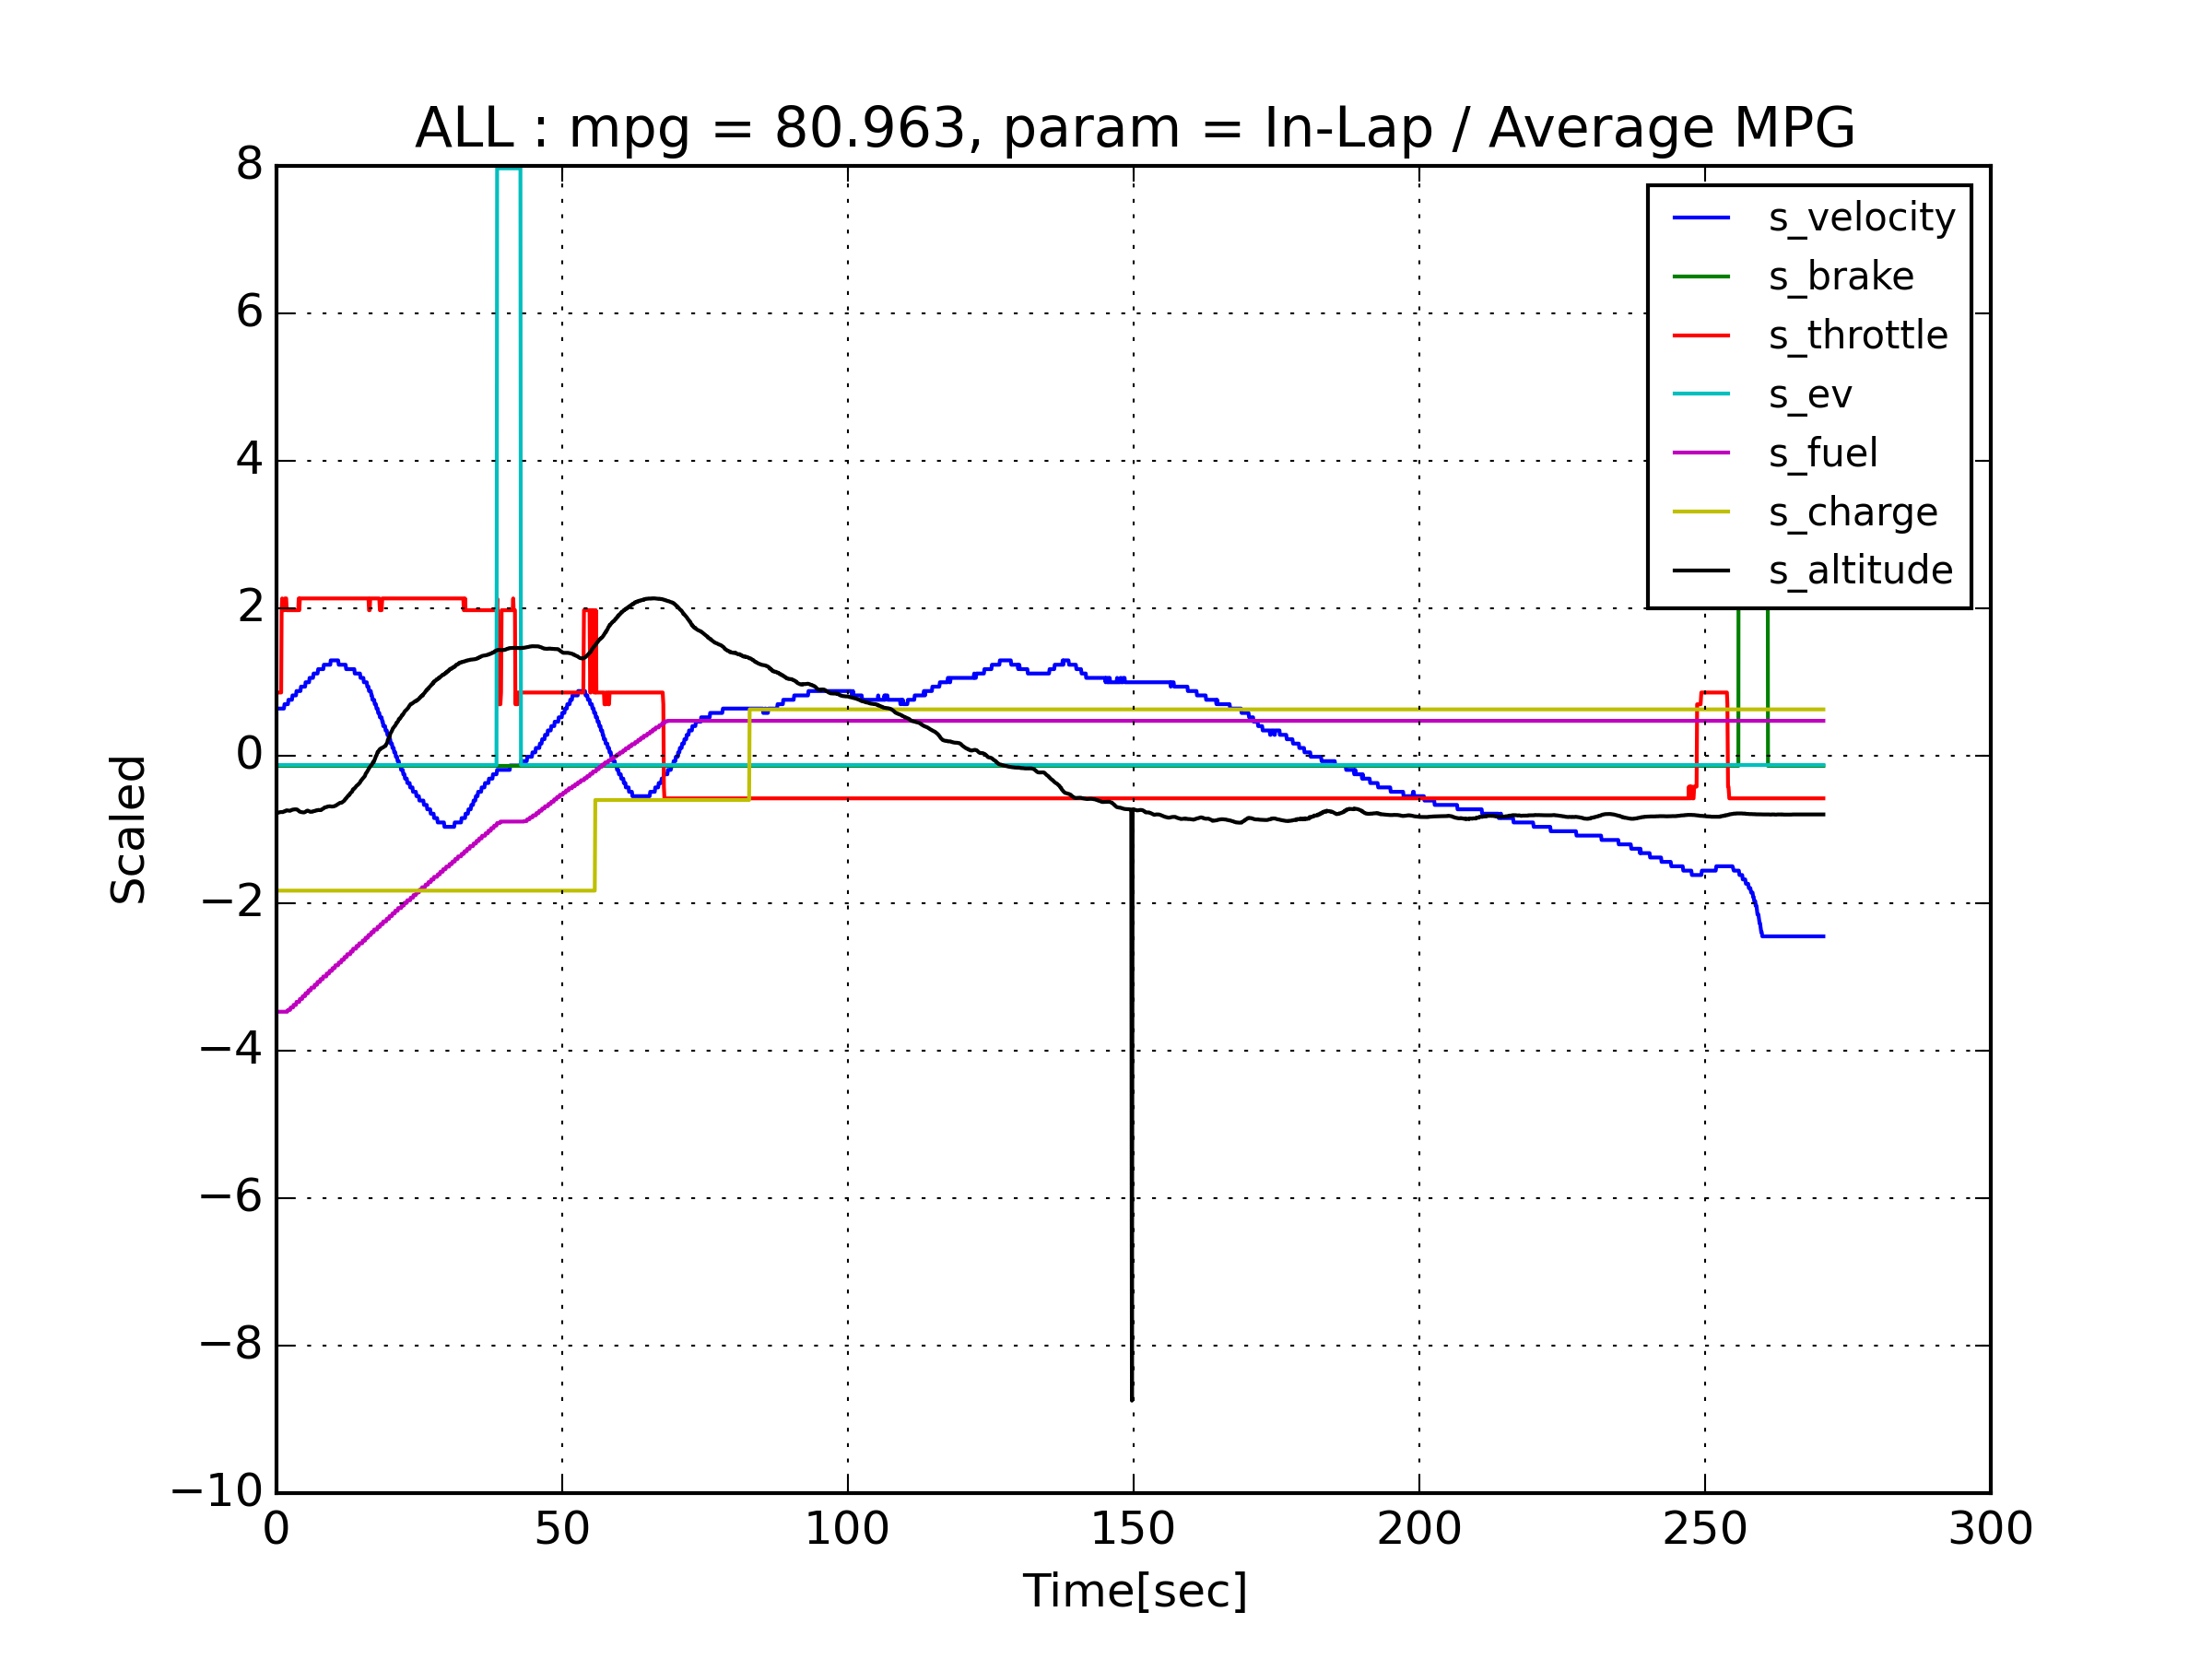 ALL : mpg = 80.963, param = In-Lap / Average MPG
8
6
4
2
0
−2
−4
−6
−8
−10
Scaled
s_velocity
s_brake
s_throttle
s_ev
s_fuel
s_charge
s_altitude
0 50 100 150 200 250 300
Time[sec]